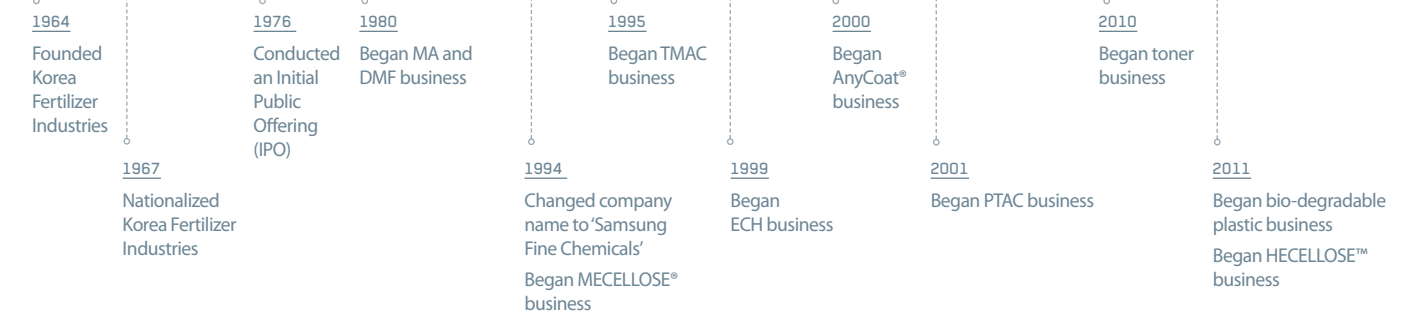 1964
Founded
Korea
Fertilizer
Industries
1967
Nationalized
Korea Fertilizer
Industries
1976
Conducted
an Initial
Public
Offering
(IPO)
1980
Began MA and
DMF business
1994
Changed company
name to ‘Samsung
Fine Chemicals’
Began MECELLOSE®
business
1995
Began TMAC
business
1999
Began
ECH business
2000
Began
AnyCoat®
business
2001
Began PTAC business
2010
Began toner
business
2011
Began bio-degradable
plastic business
Began HECELLOSE™
business